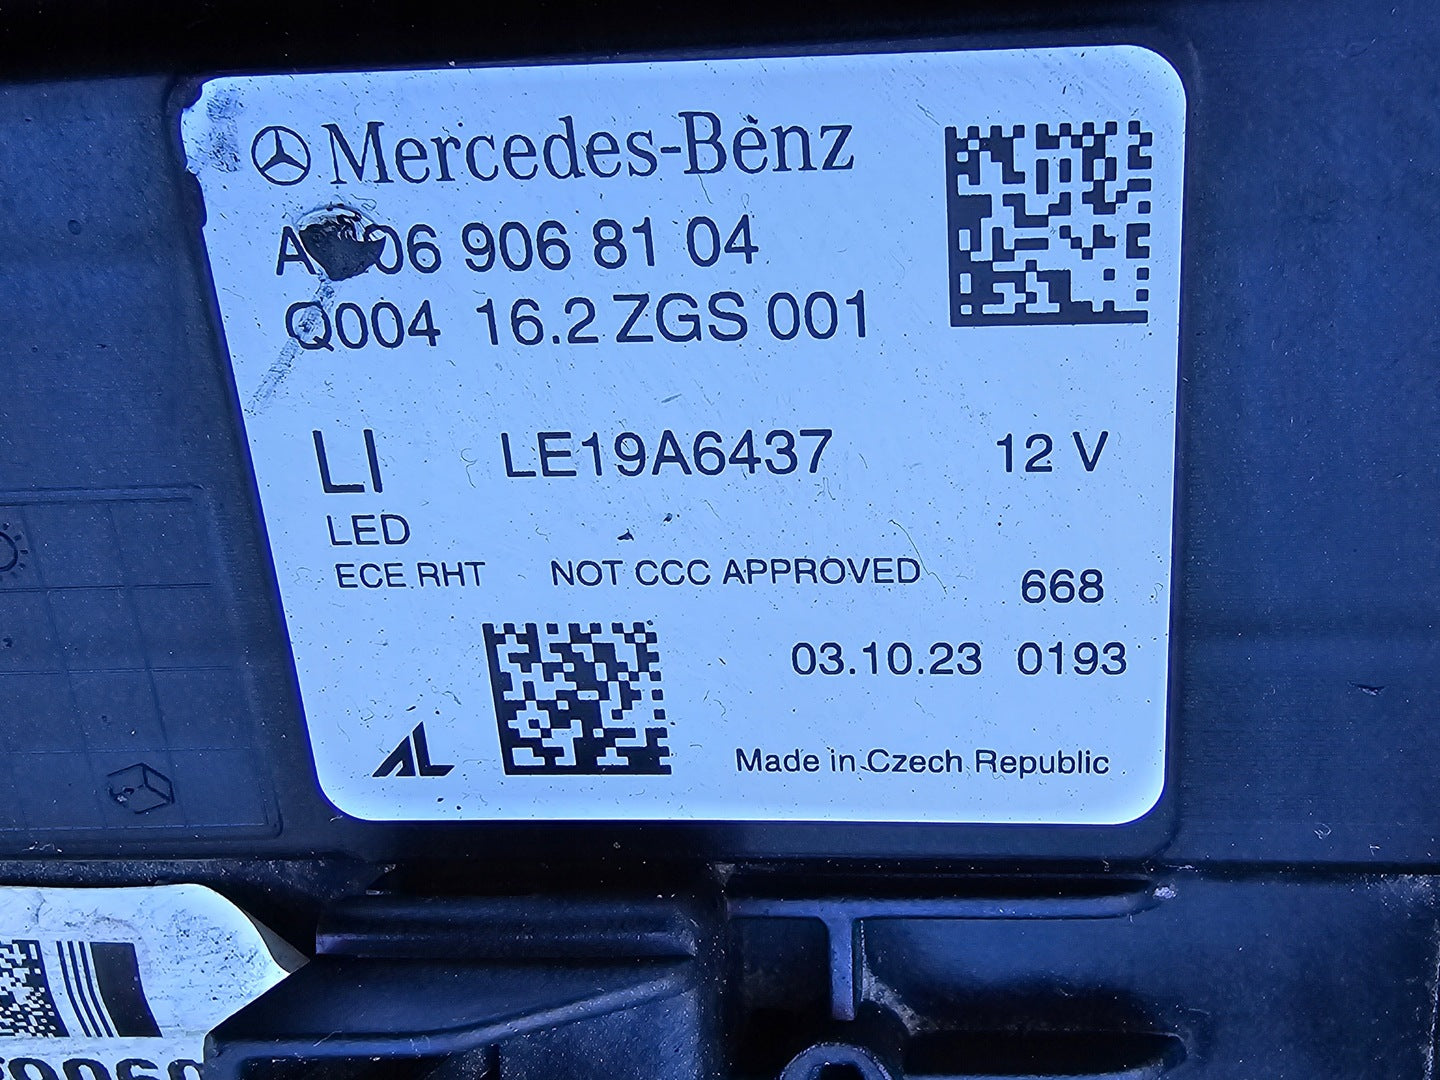 Mercedes-Benz
906 81 04
Q004 16.2 ZGS 001
LI LE19A6437 12 V
LED
ECE RHT NOT CCC APPROVED 668
03.10.23 0193
AL
Made in Czech Republic